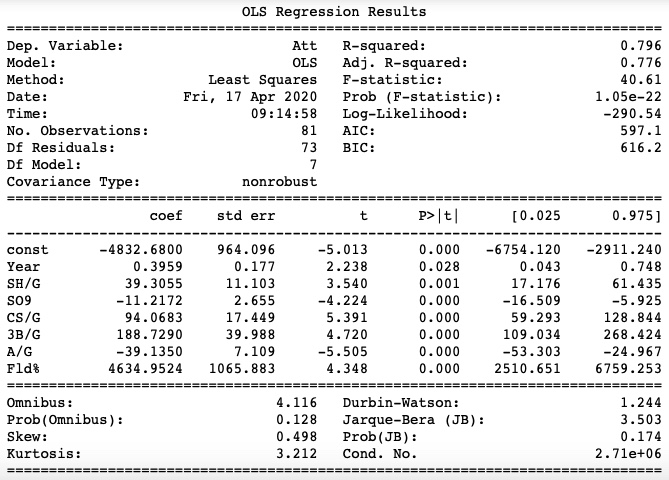 OLS Regression Results
==============================================================================
Dep. Variable: Att R-squared: 0.796
Model: OLS Adj. R-squared: 0.776
Method: Least Squares F-statistic: 40.61
Date: Fri, 17 Apr 2020 Prob (F-statistic): 1.05e-22
Time: 09:14:58 Log-Likelihood: -290.54
No. Observations: 81 AIC: 597.1
Df Residuals: 73 BIC: 616.2
Df Model: 7
Covariance Type: nonrobust
==============================================================================
coef std err t P>|t| [0.025 0.975]
------------------------------------------------------------------------------
const -4832.6800 964.096 -5.013 0.000 -6754.120 -2911.240
Year 0.3959 0.177 2.238 0.028 0.043 0.748
SH/G 39.3055 11.103 3.540 0.001 17.176 61.435
SO9 -11.2172 2.655 -4.224 0.000 -16.509 -5.925
CS/G 94.0683 17.449 5.391 0.000 59.293 128.844
3B/G 188.7290 39.988 4.720 0.000 109.034 268.424
A/G -39.1350 7.109 -5.505 0.000 -53.303 -24.967
Fld% 4634.9524 1065.883 4.348 0.000 2510.651 6759.253
==============================================================================
Omnibus: 4.116 Durbin-Watson: 1.244
Prob(Omnibus): 0.128 Jarque-Bera (JB): 3.503
Skew: 0.498 Prob(JB): 0.174
Kurtosis: 3.212 Cond. No. 2.71e+06
==============================================================================